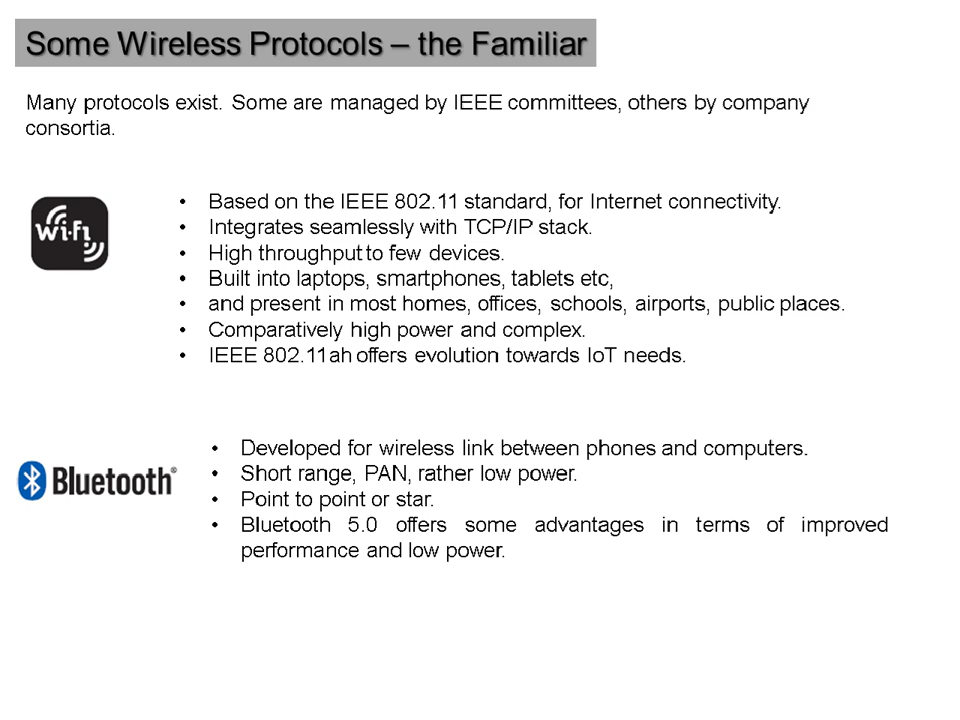 Some Wireless Protocols – the Familiar
Many protocols exist. Some are managed by IEEE committees, others by company
consortia.
Wi-Fi
• Based on the IEEE 802.11 standard, for Internet connectivity.
• Integrates seamlessly with TCP/IP stack.
• High throughput to few devices.
• Built into laptops, smartphones, tablets etc,
• and present in most homes, offices, schools, airports, public places.
• Comparatively high power and complex.
• IEEE 802.11ah offers evolution towards IoT needs.
Bluetooth®
• Developed for wireless link between phones and computers.
• Short range, PAN, rather low power.
• Point to point or star.
• Bluetooth 5.0 offers some advantages in terms of improved
performance and low power.